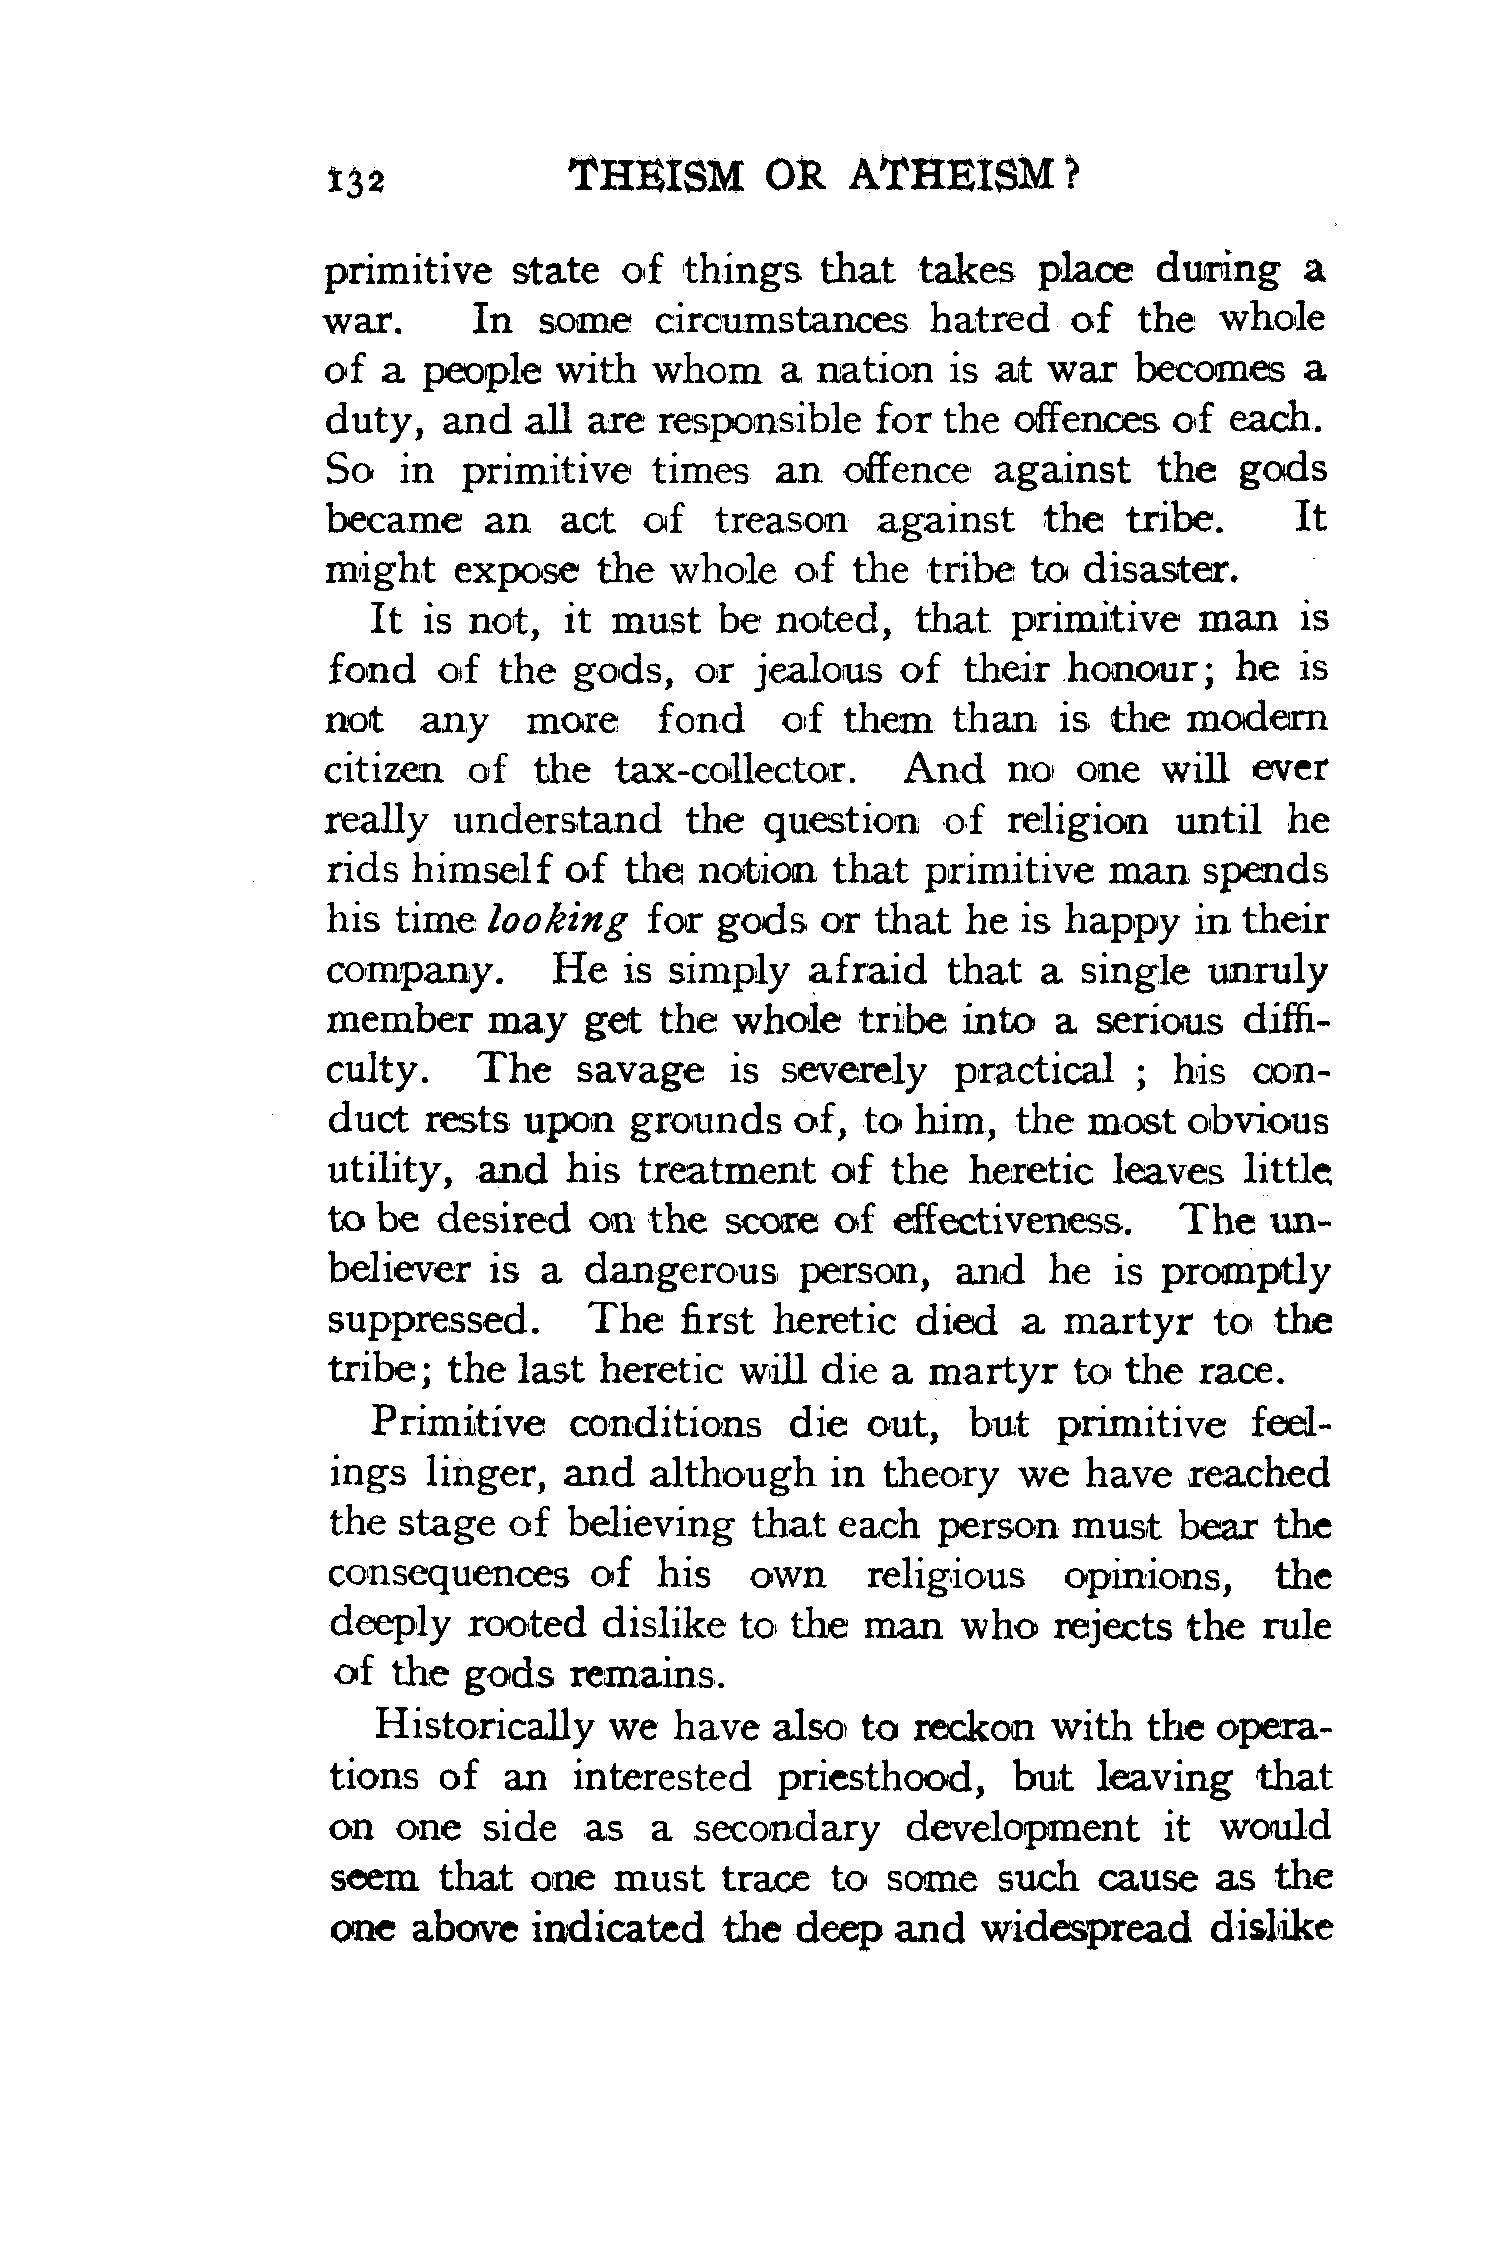 132 THEISM OR ATHEISM?
primitive state of things that takes place during a
war. In some circumstances hatred of the whole
of a people with whom a nation is at war becomes a
duty, and all are responsible for the offences of each.
So in primitive times an offence against the gods
became an act of treason against the tribe. It
might expose the whole of the tribe to disaster.
It is not, it must be noted, that primitive man is
fond of the gods, or jealous of their honour; he is
not any more fond of them than is the modern
citizen of the tax-collector. And no one will ever
really understand the question of religion until he
rids himself of the notion that primitive man spends
his time looking for gods or that he is happy in their
company. He is simply afraid that a single unruly
member may get the whole tribe into a serious diffi-
culty. The savage is severely practical ; his con-
duct rests upon grounds of, to him, the most obvious
utility, and his treatment of the heretic leaves little
to be desired on the score of effectiveness. The un-
believer is a dangerous person, and he is promptly
suppressed. The first heretic died a martyr to the
tribe; the last heretic will die a martyr to the race.
Primitive conditions die out, but primitive feel-
ings linger, and although in theory we have reached
the stage of believing that each person must bear the
consequences of his own religious opinions, the
deeply rooted dislike to the man who rejects the rule
of the gods remains.
Historically we have also to reckon with the opera-
tions of an interested priesthood, but leaving that
on one side as a secondary development it would
seem that one must trace to some such cause as the
one above indicated the deep and widespread dislike